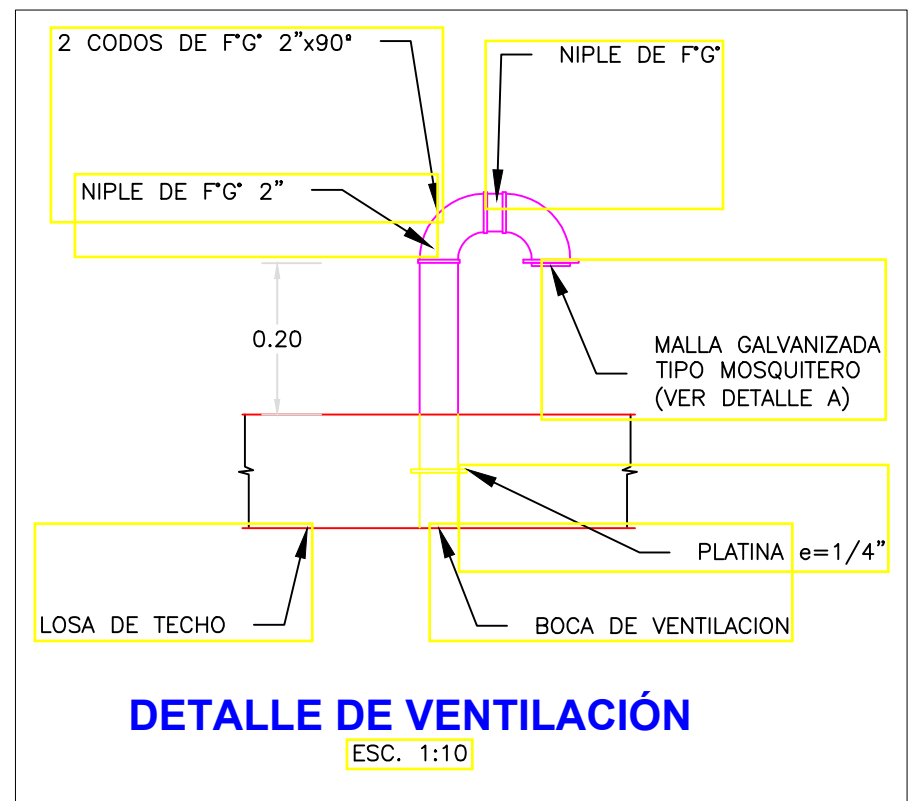 2 CODOS DE F°G° 2"x90°
NIPLE DE F°G°
NIPLE DE F°G° 2"
0.20
MALLA GALVANIZADA
TIPO MOSQUITERO
(VER DETALLE A)
PLATINA e=1/4"
LOSA DE TECHO
BOCA DE VENTILACION
DETALLE DE VENTILACIÓN
ESC. 1:10